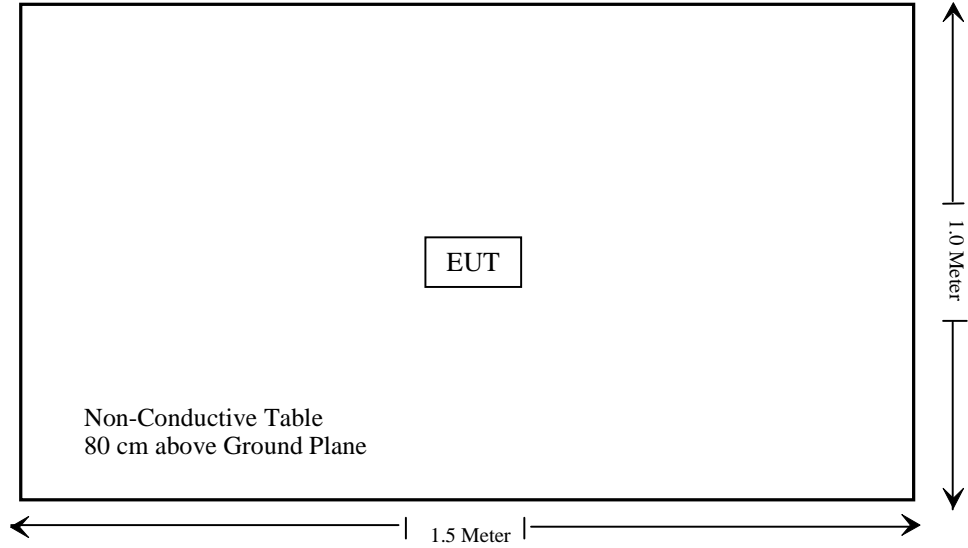 EUT
1.0 Meter
Non-Conductive Table
80 cm above Ground Plane
1.5 Meter